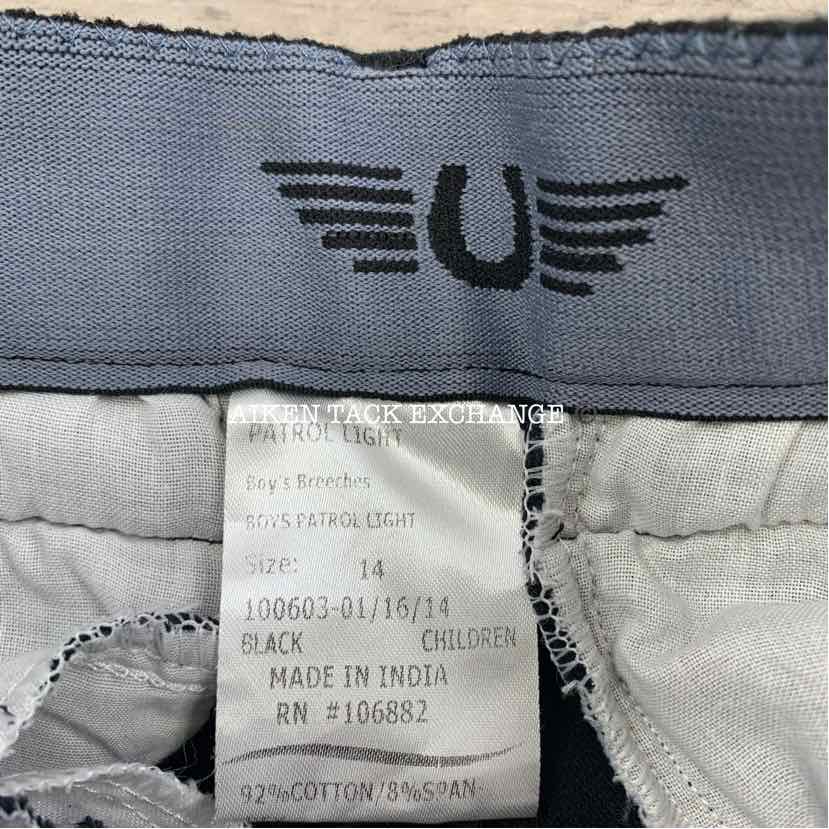 AIKEN TACK EXCHANGE ©
PATROL LIGHT
Boy's Breeches
BOYS PATROL LIGHT
Size: 14
100603-01/16/14
BLACK CHILDREN
MADE IN INDIA
RN #106882
92%COTTON/8%SPAN-